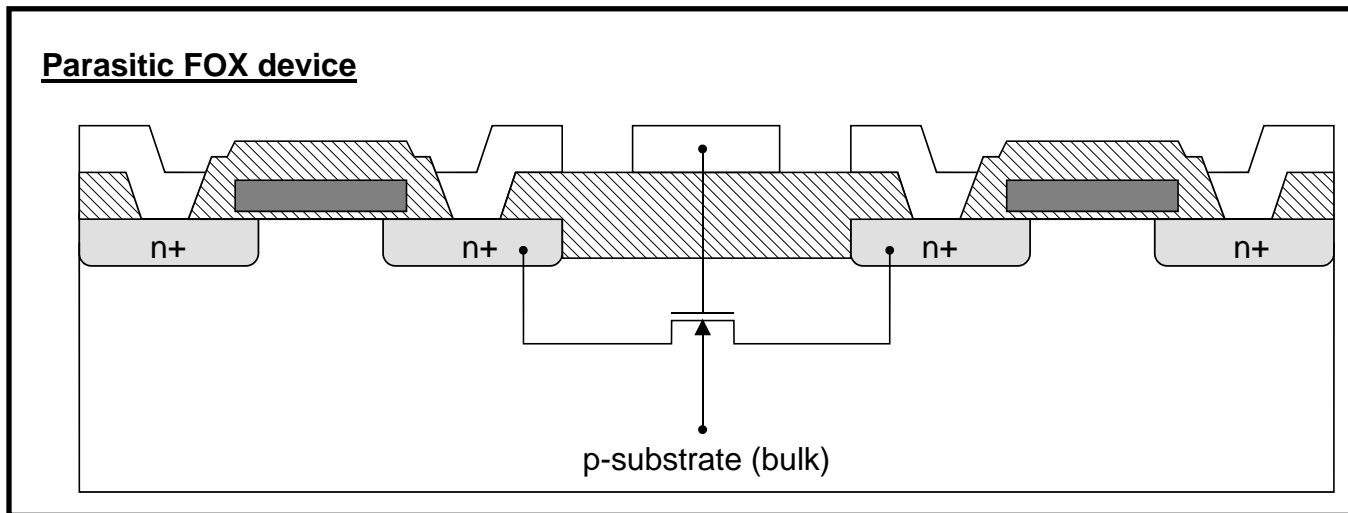 Parasitic FOX device
n+
n+
n+
n+
p-substrate (bulk)